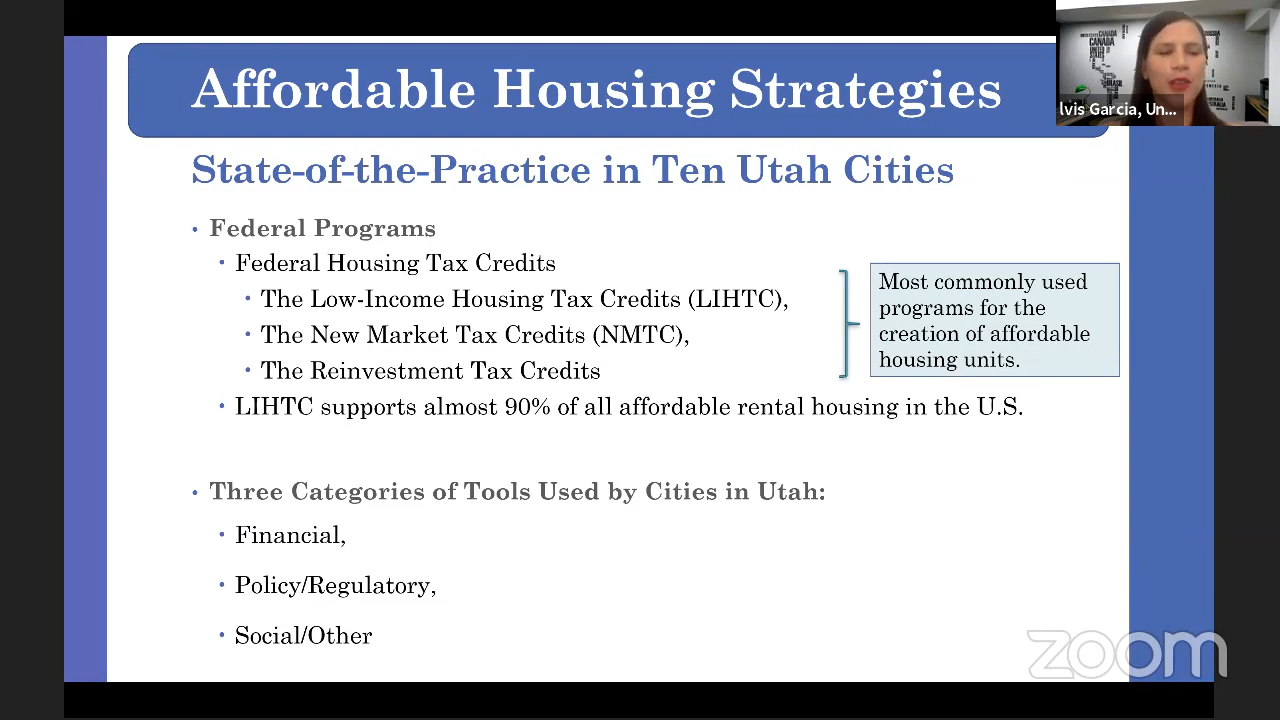 Affordable Housing Strategies
State-of-the-Practice in Ten Utah Cities
• Federal Programs
• Federal Housing Tax Credits
• The Low-Income Housing Tax Credits (LIHTC),
• The New Market Tax Credits (NMTC),
• The Reinvestment Tax Credits
Most commonly used
programs for the
creation of affordable
housing units.
• LIHTC supports almost 90% of all affordable rental housing in the U.S.
• Three Categories of Tools Used by Cities in Utah:
• Financial,
• Policy/Regulatory,
• Social/Other
CANADA
UNITED
STATES
lvis Garcia, Un...
zoom